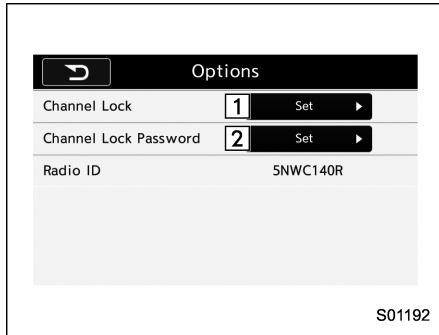 Options
Channel Lock 1 Set
Channel Lock Password 2 Set
Radio ID 5NWC140R
S01192